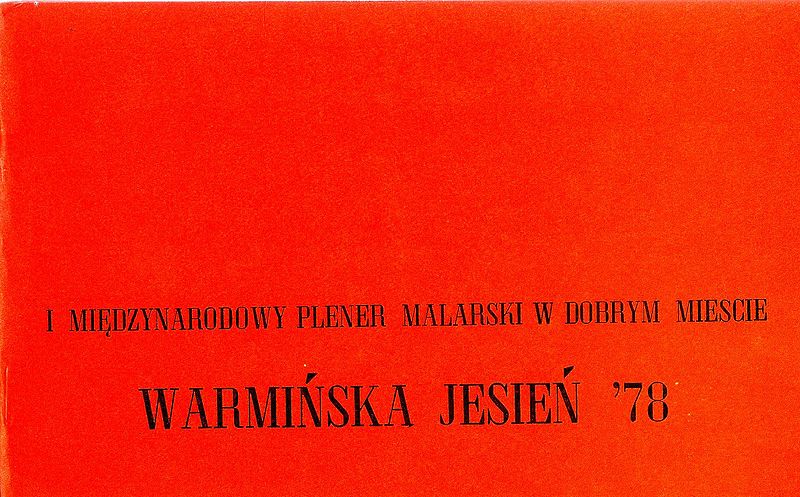 I MIĘDZYNARODOWY PLENER MALARSKI W DOBRYM MIESCIE
WARMIŃSKA JESIEŃ '78